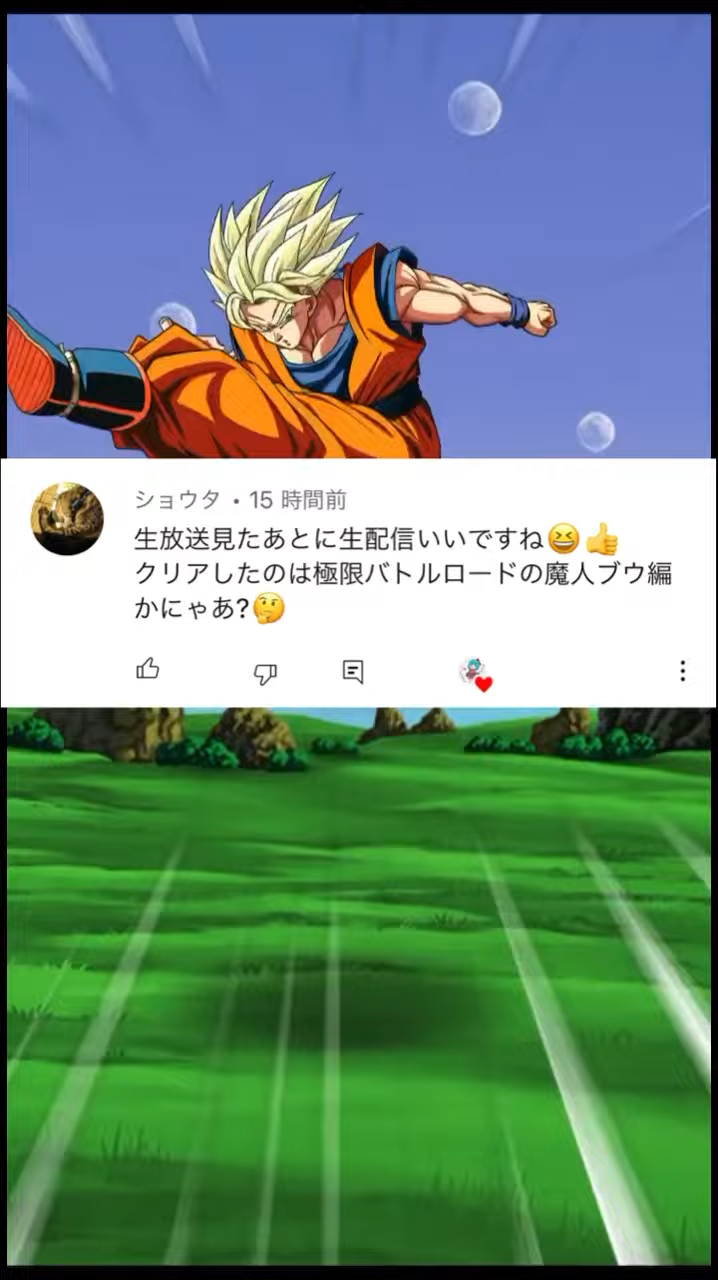 ショウタ • 15 時間前
生放送見たあとに生配信いいですね😆👍
クリアしたのは極限バトルロードの魔人ブウ編
かにゃあ?🤔